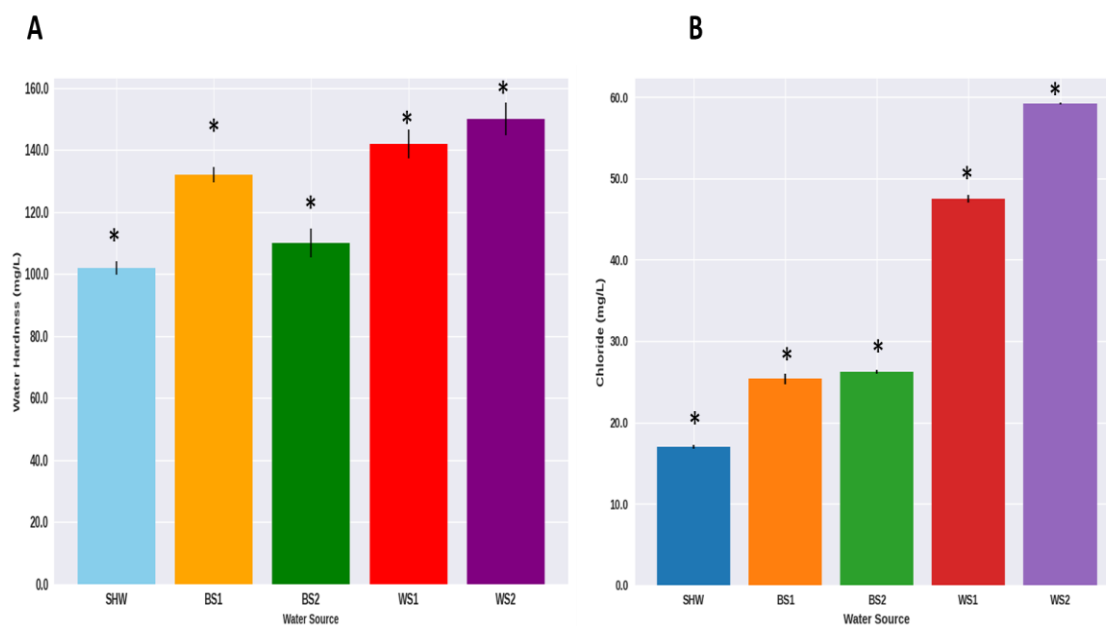 A
B
160.0
140.0
120.0
100.0
80.0
60.0
40.0
20.0
0.0
Water Hardness (mg/L)
* * * * *
SHW BS1 BS2 WS1 WS2
Water Source
60.0
50.0
40.0
30.0
20.0
10.0
0.0
Chloride (mg/L)
* * * * *
SHW BS1 BS2 WS1 WS2
Water Source